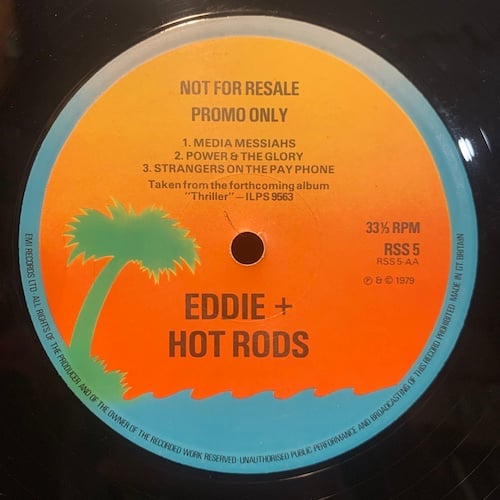 NOT FOR RESALE
PROMO ONLY
1. MEDIA MESSIAHS
2. POWER & THE GLORY
3. STRANGERS ON THE PAY PHONE
Taken from the forthcoming album
"Thriller" — ILPS 9563
33⅓ RPM
RSS 5
RSS 5-AA
℗ & © 1979
EDDIE +
HOT RODS
EMI RECORDS LTD. ALL RIGHTS OF THE PRODUCER AND OF THE OWNER OF THE RECORDED WORK RESERVED. UNAUTHORISED PUBLIC PERFORMANCE AND BROADCASTING OF THIS RECORD PROHIBITED. MADE IN GT. BRITAIN